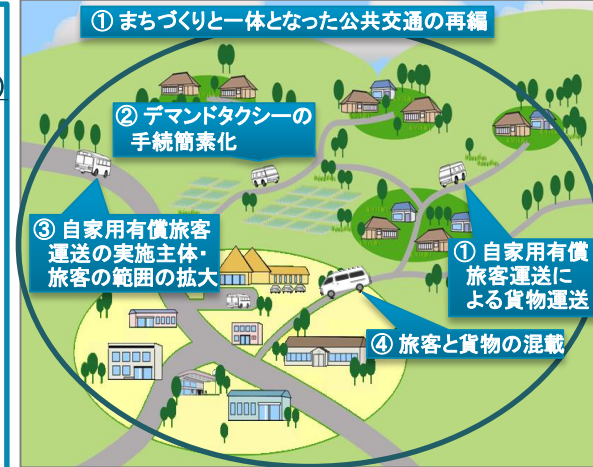 ① まちづくりと一体となった公共交通の再編
② デマンドタクシーの
手続簡素化
③ 自家用有償旅客
運送の実施主体・
旅客の範囲の拡大
① 自家用有償
旅客運送に
よる貨物運送
④ 旅客と貨物の混載
)